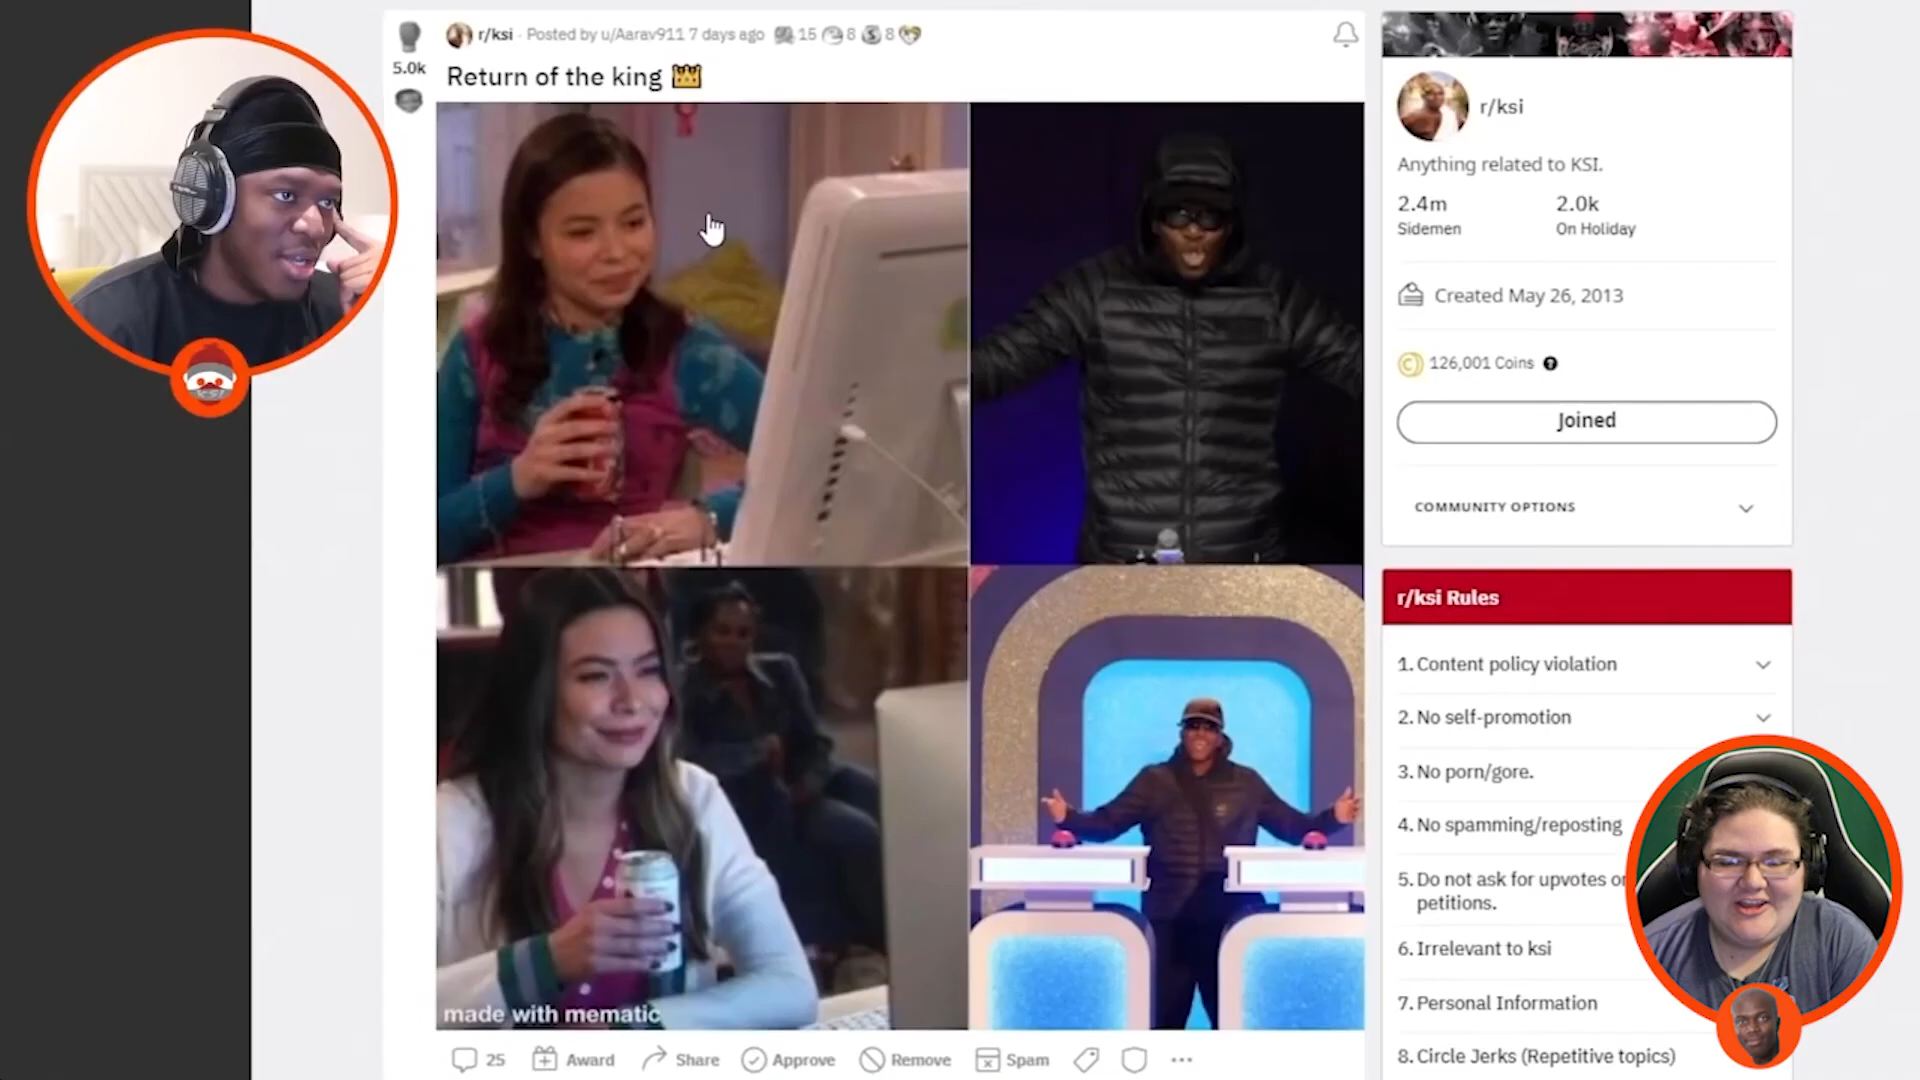 r/ksi · Posted by u/Aarav911 7 days ago 15 8 8
5.0k
Return of the king
made with mematic
25 Award Share Approve Remove Spam
r/ksi
Anything related to KSI.
2.4m 2.0k
Sidemen On Holiday
Created May 26, 2013
126,001 Coins
Joined
COMMUNITY OPTIONS
r/ksi Rules
1. Content policy violation
2. No self-promotion
3. No porn/gore.
4. No spamming/reposting
5. Do not ask for upvotes or
petitions.
6. Irrelevant to ksi
7. Personal Information
8. Circle Jerks (Repetitive topics)